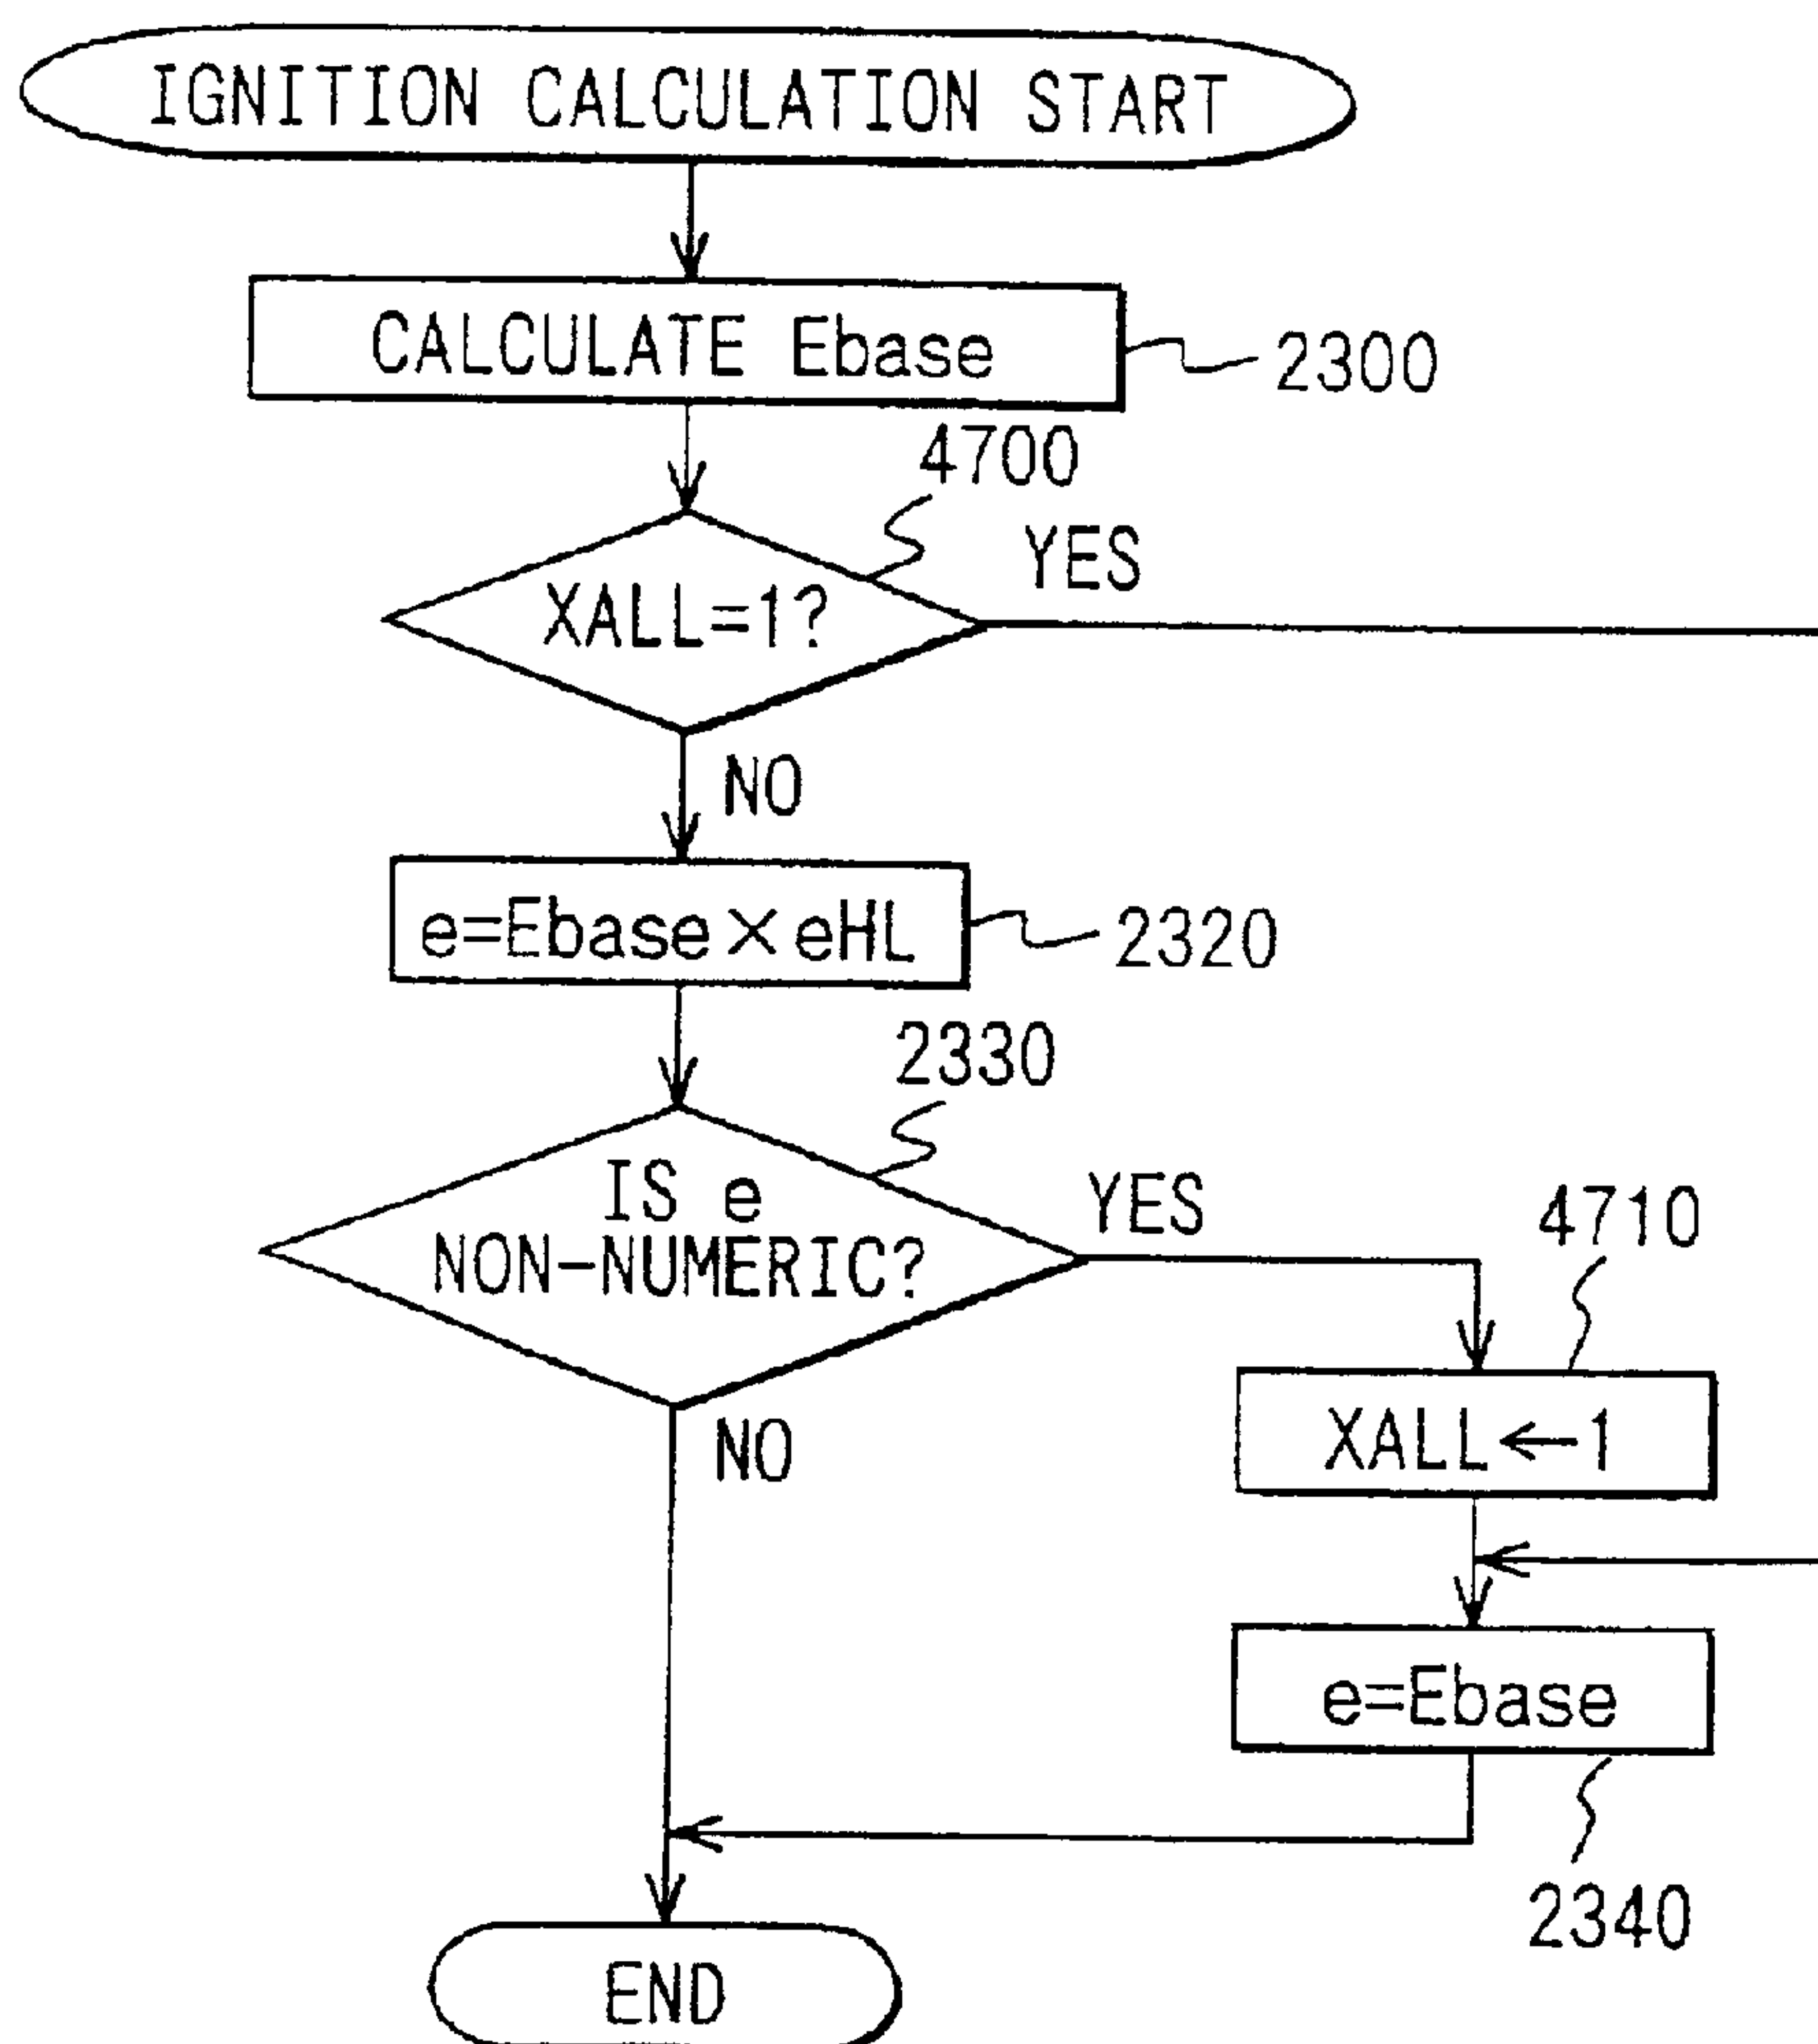 IGNITION CALCULATION START
CALCULATE Ebase
2300
4700
XALL=1?
YES
NO
e=Ebase×eHL
2320
2330
IS e
NON-NUMERIC?
YES
4710
NO
XALL←1
e=Ebase
2340
END